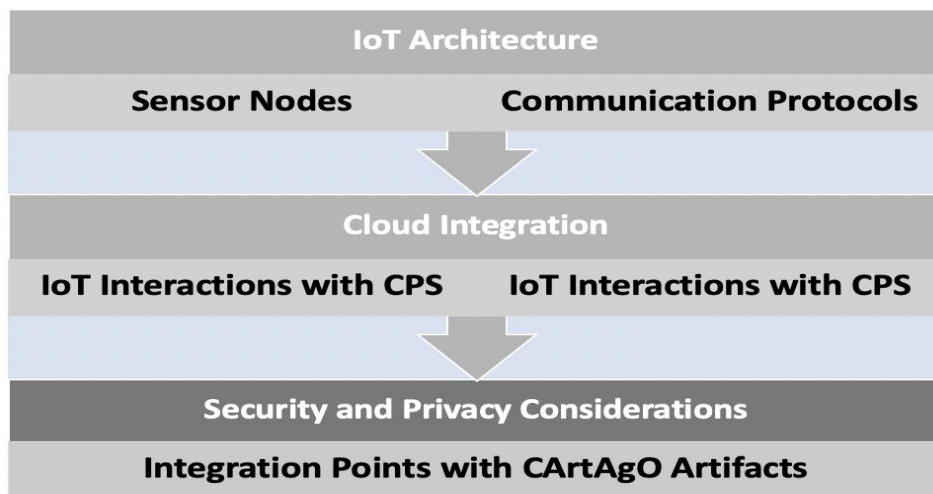 IoT Architecture
Sensor Nodes
Communication Protocols
Cloud Integration
IoT Interactions with CPS
IoT Interactions with CPS
Security and Privacy Considerations
Integration Points with CArtAgO Artifacts